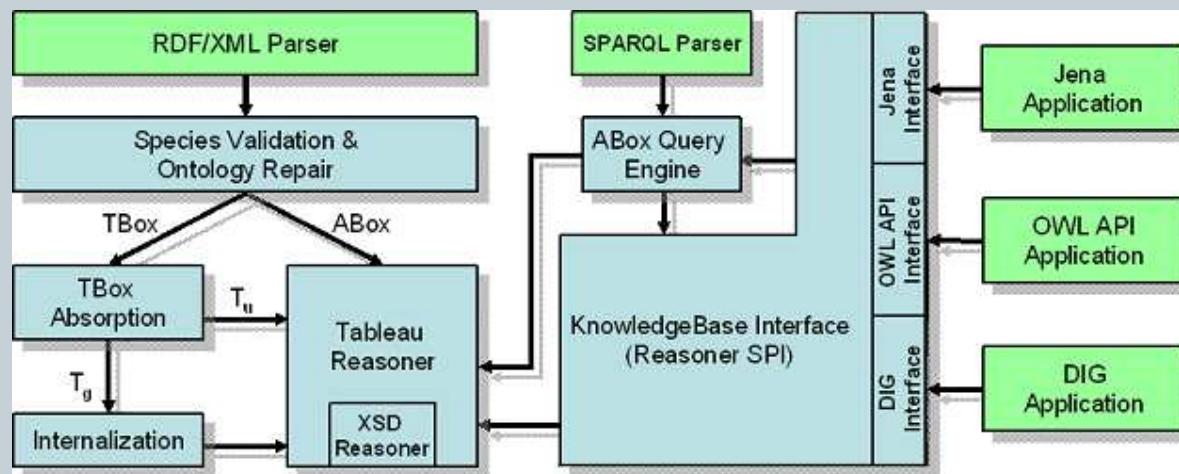 RDF/XML Parser
SPARQL Parser
Jena
Application
Jena
Interface
Species Validation &
Ontology Repair
ABox Query
Engine
TBox
ABox
OWL API
Interface
OWL API
Application
TBox
Absorption
Tu
Tableau
Reasoner
KnowledgeBase Interface
(Reasoner SPI)
Tg
DIG
Interface
DIG
Application
Internalization
XSD
Reasoner